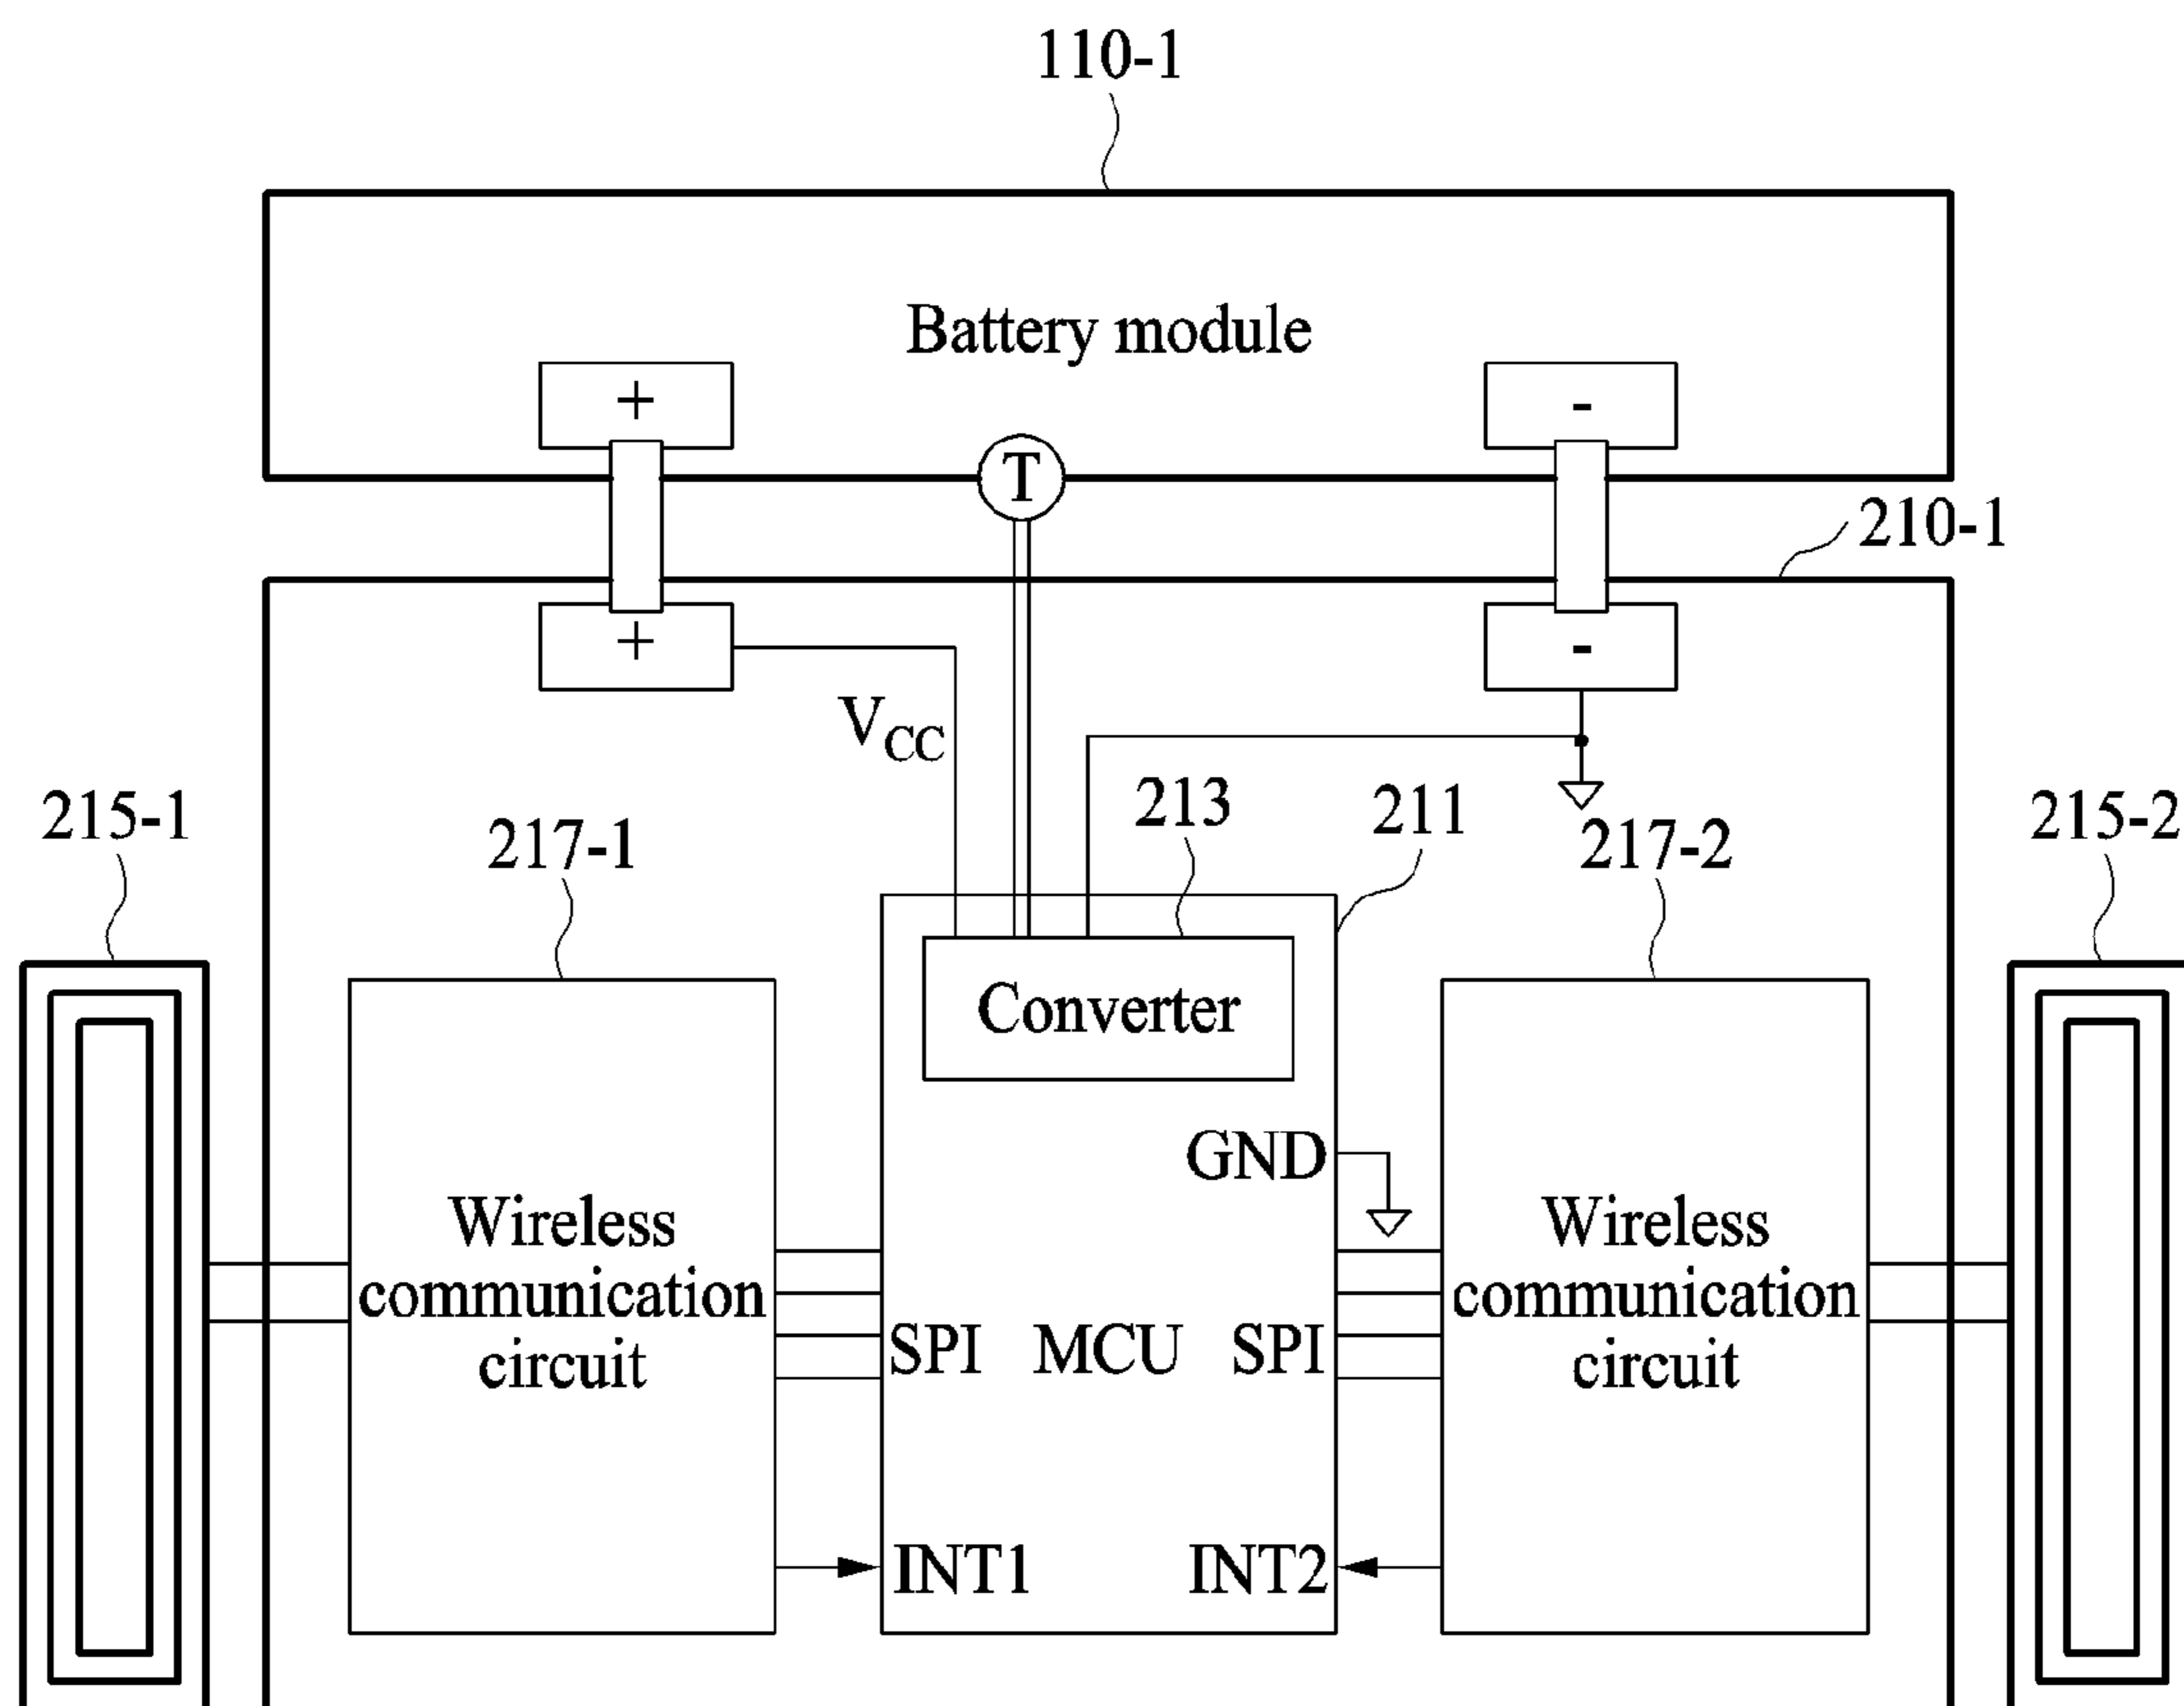 110-1
Battery module
+
-
T
210-1
+
-
VCC
213
211
215-1
217-1
217-2
215-2
Converter
GND
Wireless
communication
circuit
SPI
MCU
SPI
Wireless
communication
circuit
INT1
INT2